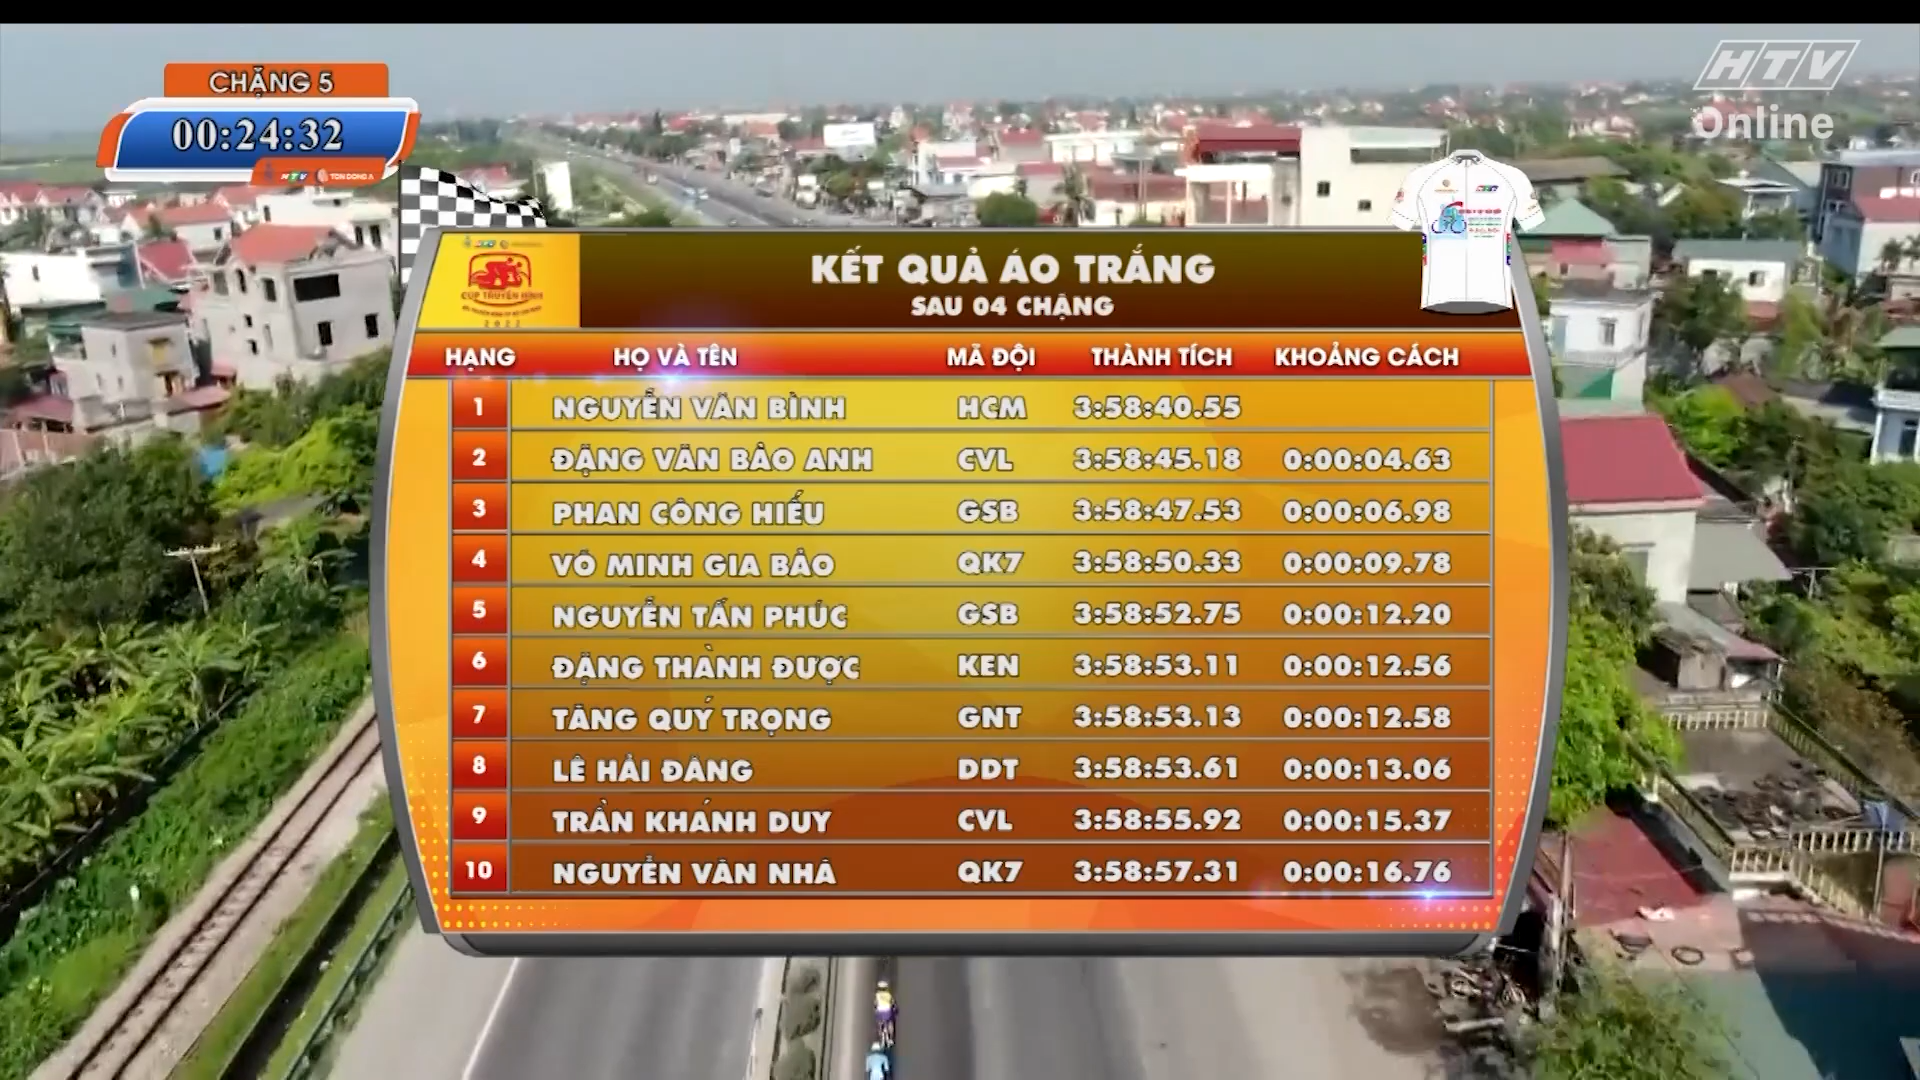 CHẶNG 5
00:24:32
HTV
TON DONG A
HTV
Online
HTV
CÚP TRUYỀN HÌNH
2022
KẾT QUẢ ÁO TRẮNG
SAU 04 CHẶNG
HẠNG HỌ VÀ TÊN MÃ ĐỘI THÀNH TÍCH KHOẢNG CÁCH
1 NGUYỄN VĂN BÌNH HCM 3:58:40.55
2 ĐẶNG VĂN BẢO ANH CVL 3:58:45.18 0:00:04.63
3 PHAN CÔNG HIẾU GSB 3:58:47.53 0:00:06.98
4 VÕ MINH GIA BẢO QK7 3:58:50.33 0:00:09.78
5 NGUYỄN TẤN PHÚC GSB 3:58:52.75 0:00:12.20
6 ĐẶNG THÀNH ĐƯỢC KEN 3:58:53.11 0:00:12.56
7 TĂNG QUÝ TRỌNG GNT 3:58:53.13 0:00:12.58
8 LÊ HẢI ĐĂNG DDT 3:58:53.61 0:00:13.06
9 TRẦN KHÁNH DUY CVL 3:58:55.92 0:00:15.37
10 NGUYỄN VĂN NHÃ QK7 3:58:57.31 0:00:16.76